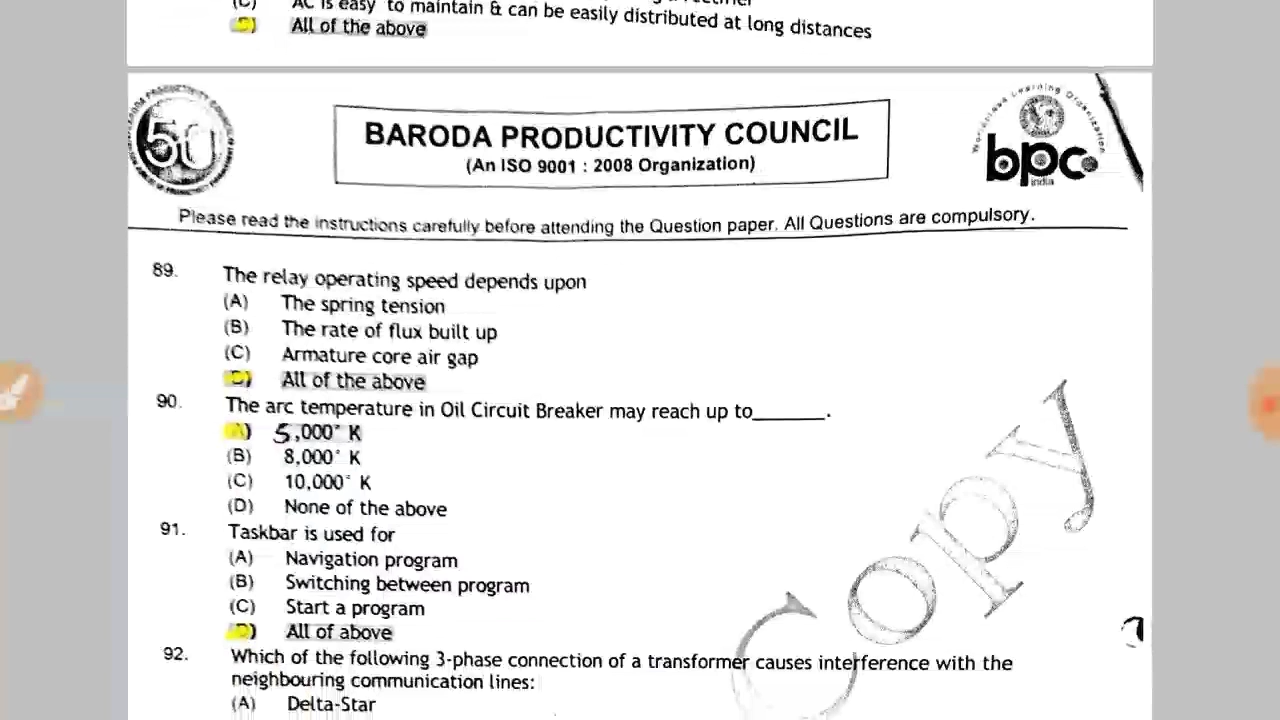 AC is easy to maintain & can be easily distributed at long distances
All of the above
50
BARODA PRODUCTIVITY COUNCIL
(An ISO 9001 : 2008 Organization)
bpc
india
Please read the instructions carefully before attending the Question paper. All Questions are compulsory.
89. The relay operating speed depends upon
(A) The spring tension
(B) The rate of flux built up
(C) Armature core air gap
D) All of the above
90. The arc temperature in Oil Circuit Breaker may reach up to______.
A) 5,000° K
(B) 8,000° K
(C) 10,000° K
(D) None of the above
91. Taskbar is used for
(A) Navigation program
(B) Switching between program
(C) Start a program
D) All of above
92. Which of the following 3-phase connection of a transformer causes interference with the
neighbouring communication lines:
(A) Delta-Star
Copy